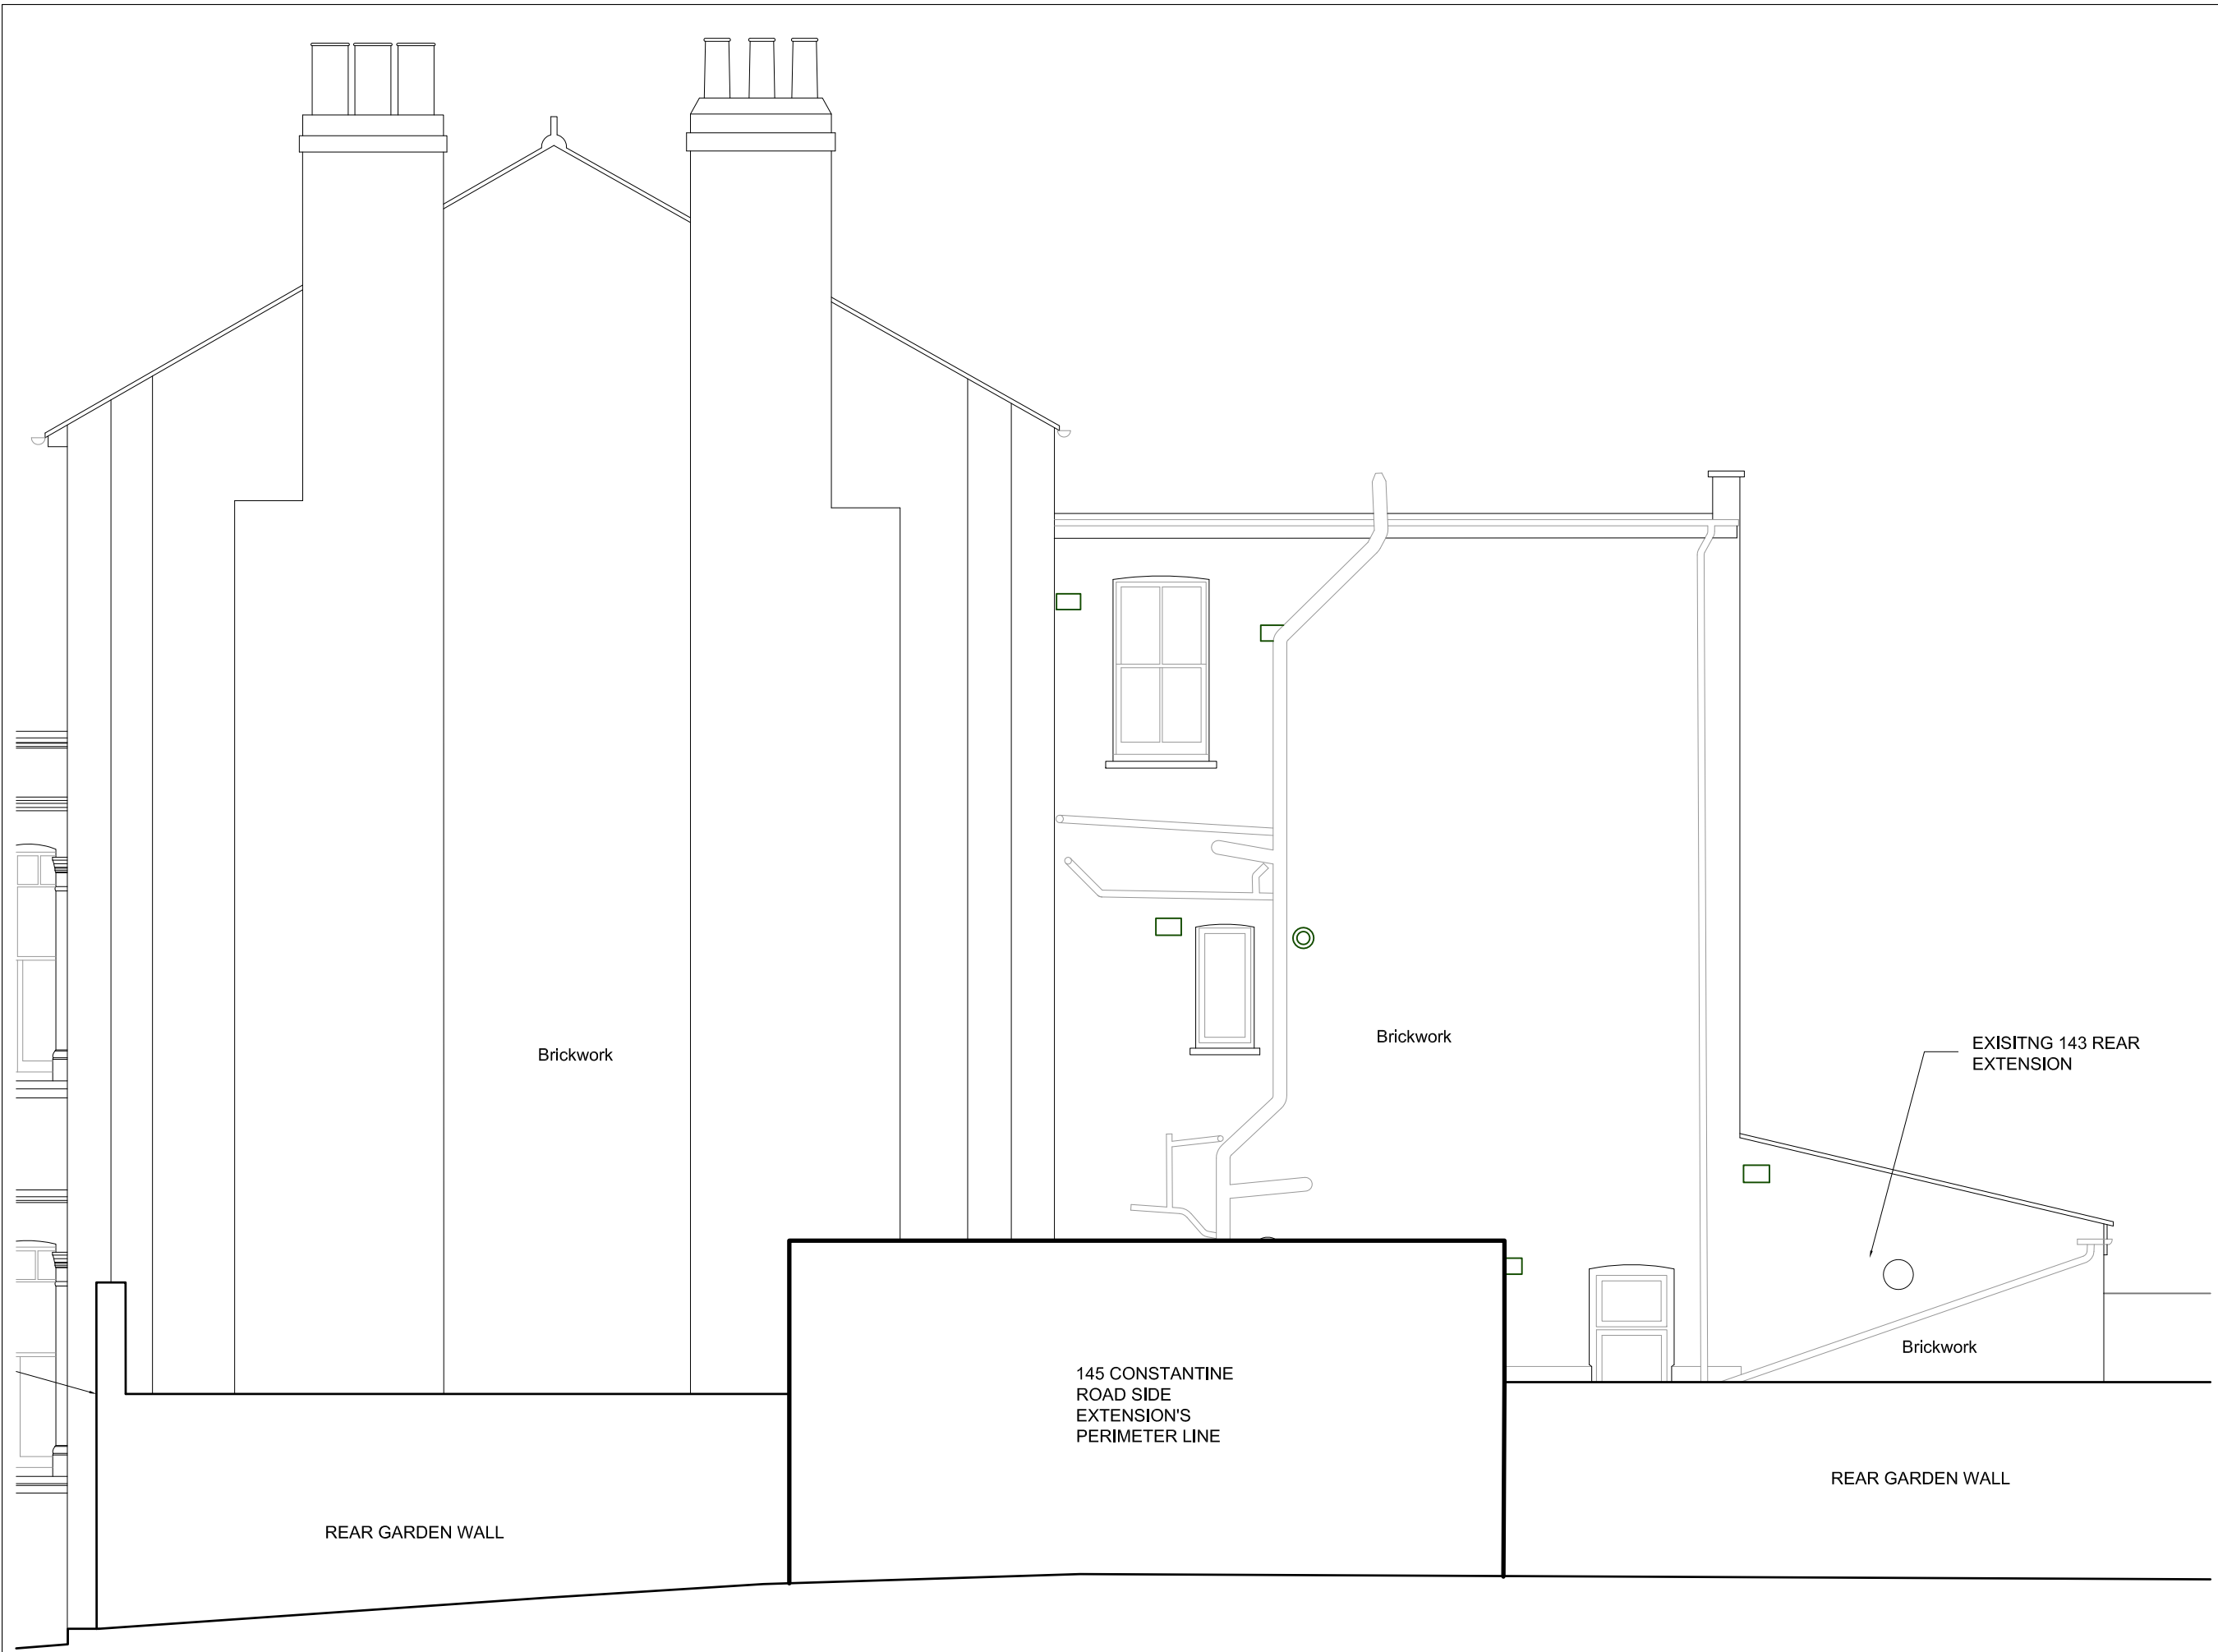 Brickwork
Brickwork
EXISITNG 143 REAR
EXTENSION
Brickwork
145 CONSTANTINE
ROAD SIDE
EXTENSION'S
PERIMETER LINE
REAR GARDEN WALL
REAR GARDEN WALL